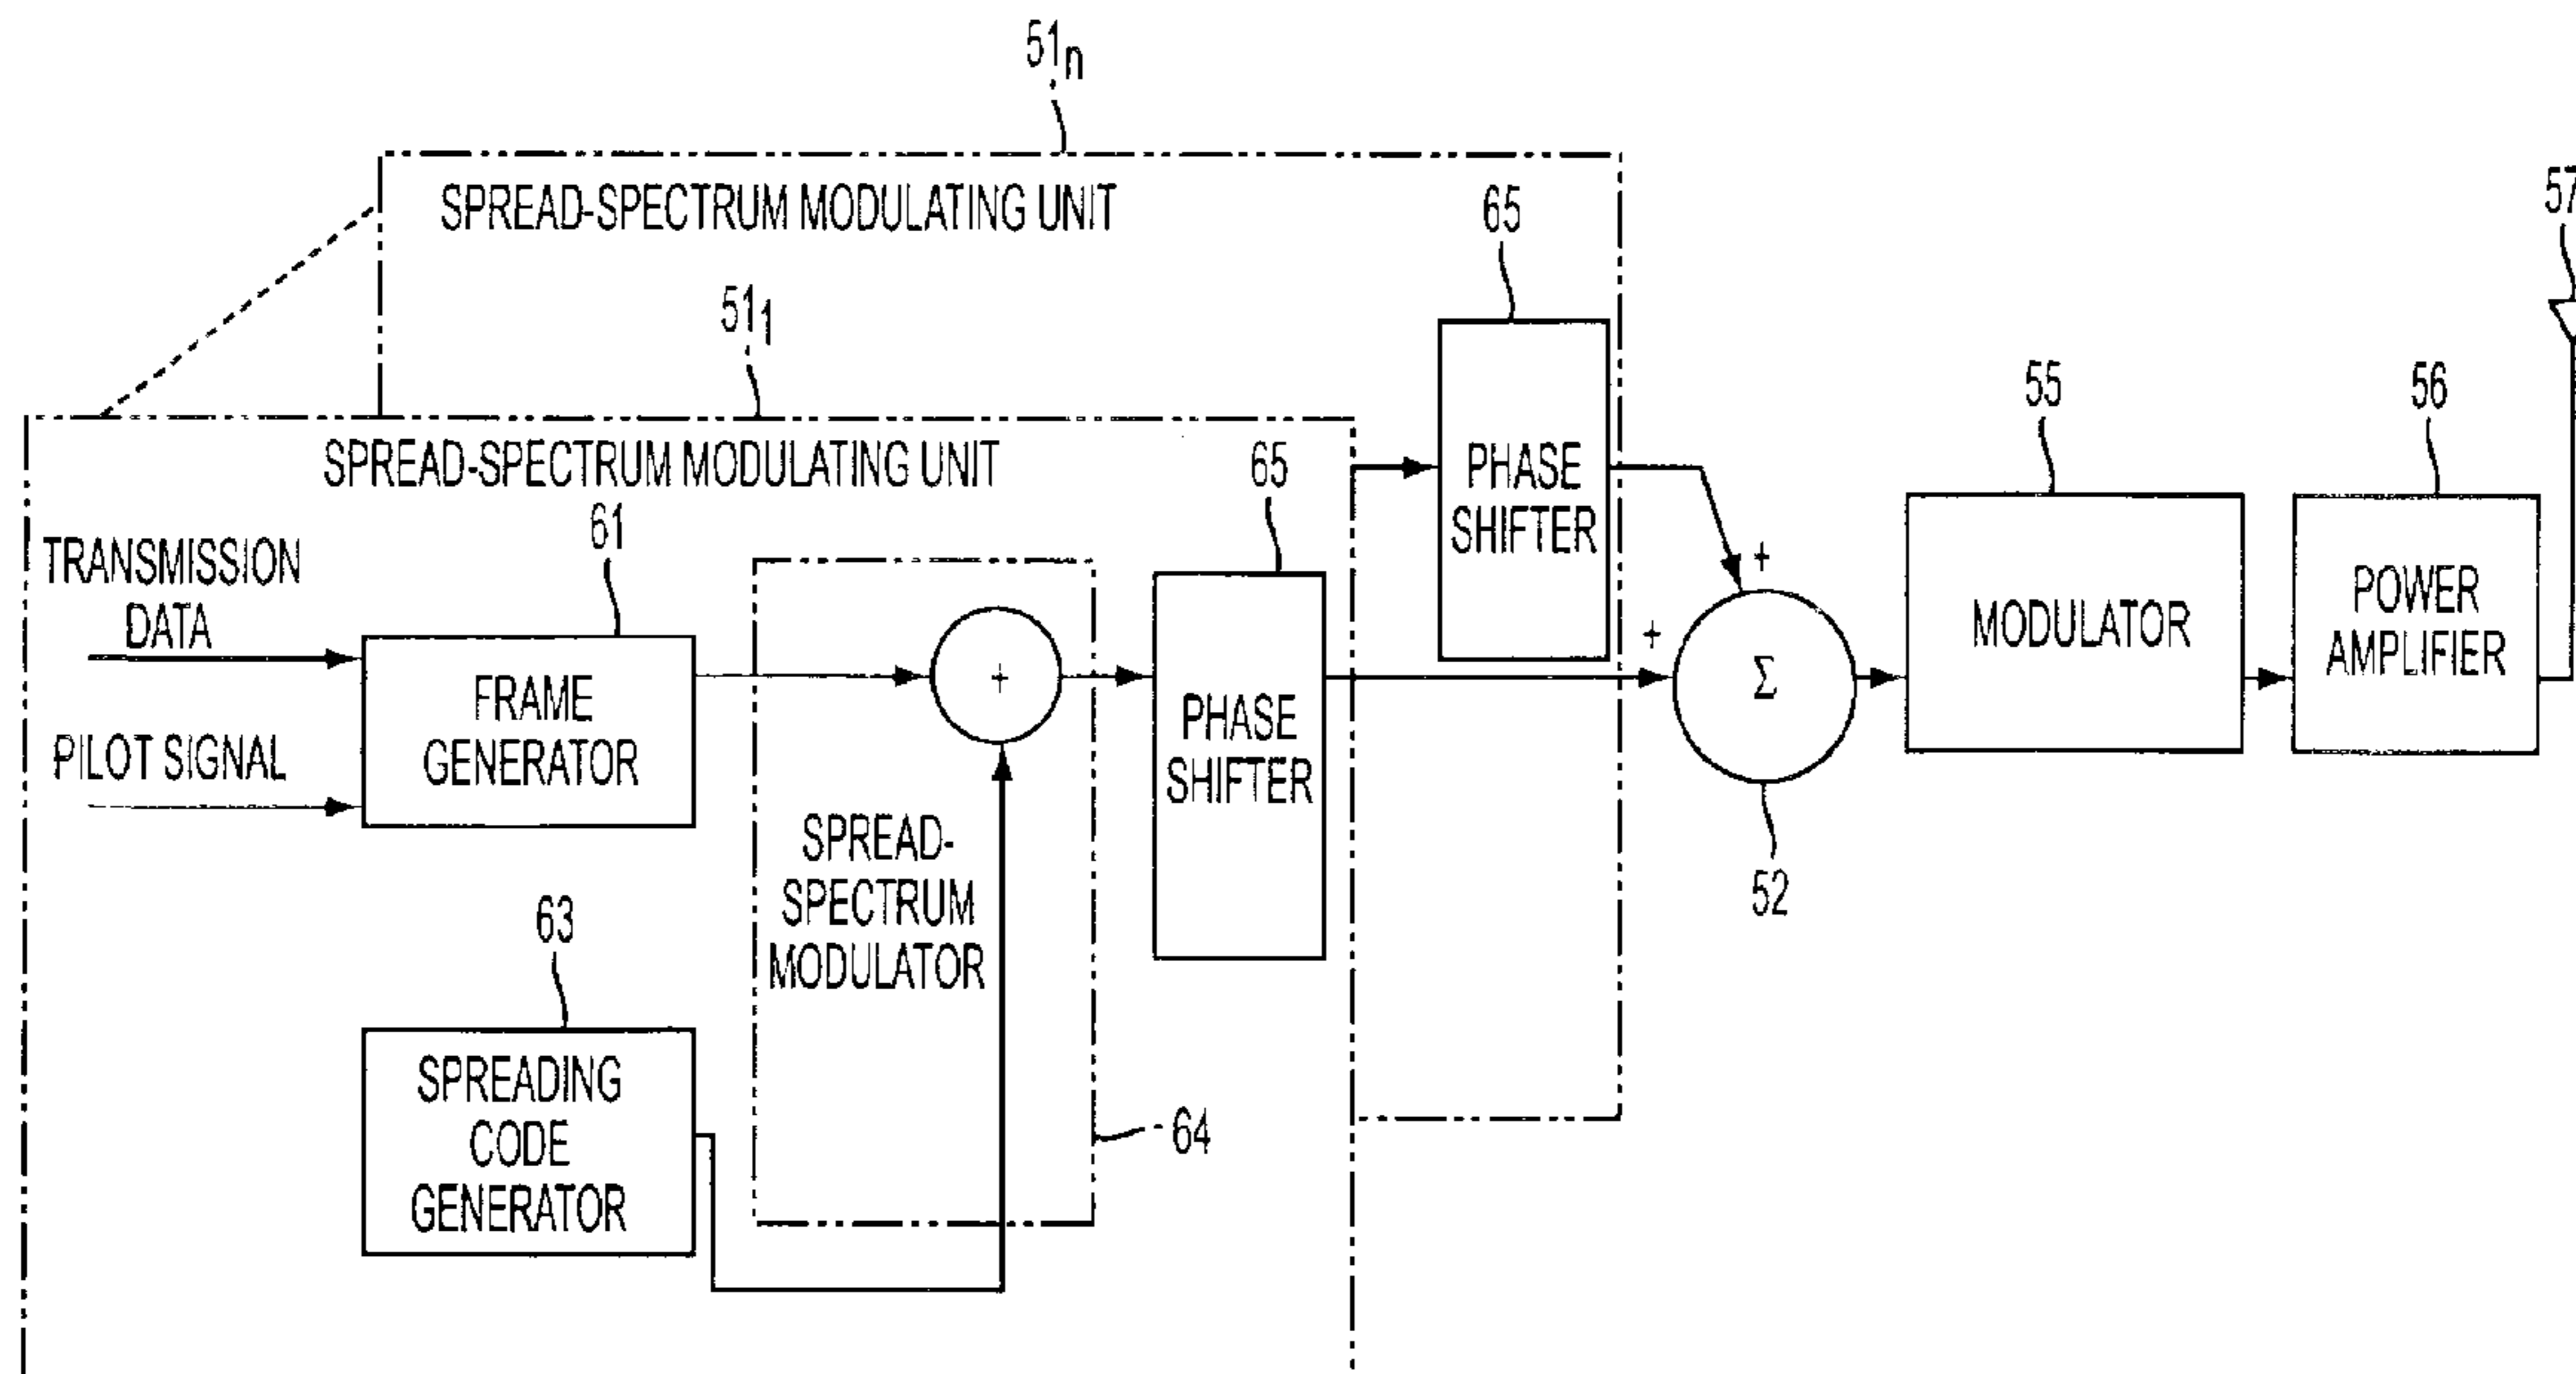 51n
SPREAD-SPECTRUM MODULATING UNIT
65
57
511
SPREAD-SPECTRUM MODULATING UNIT
65
PHASE
SHIFTER
55
56
61
TRANSMISSION
DATA
PILOT SIGNAL
FRAME
GENERATOR
+
SPREAD-
SPECTRUM
MODULATOR
PHASE
SHIFTER
+
+
Σ
52
MODULATOR
POWER
AMPLIFIER
63
SPREADING
CODE
GENERATOR
64